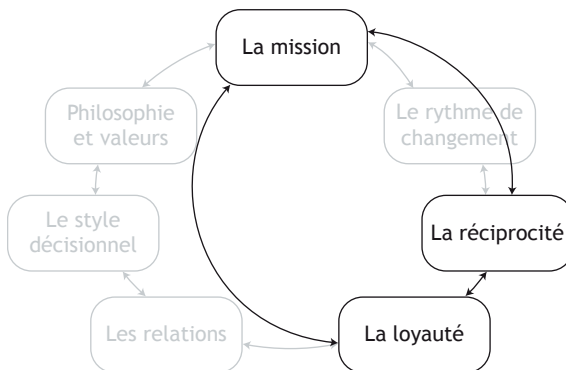 La mission
Philosophie
et valeurs
Le rythme de
changement
Le style
décisionnel
La réciprocité
Les relations
La loyauté